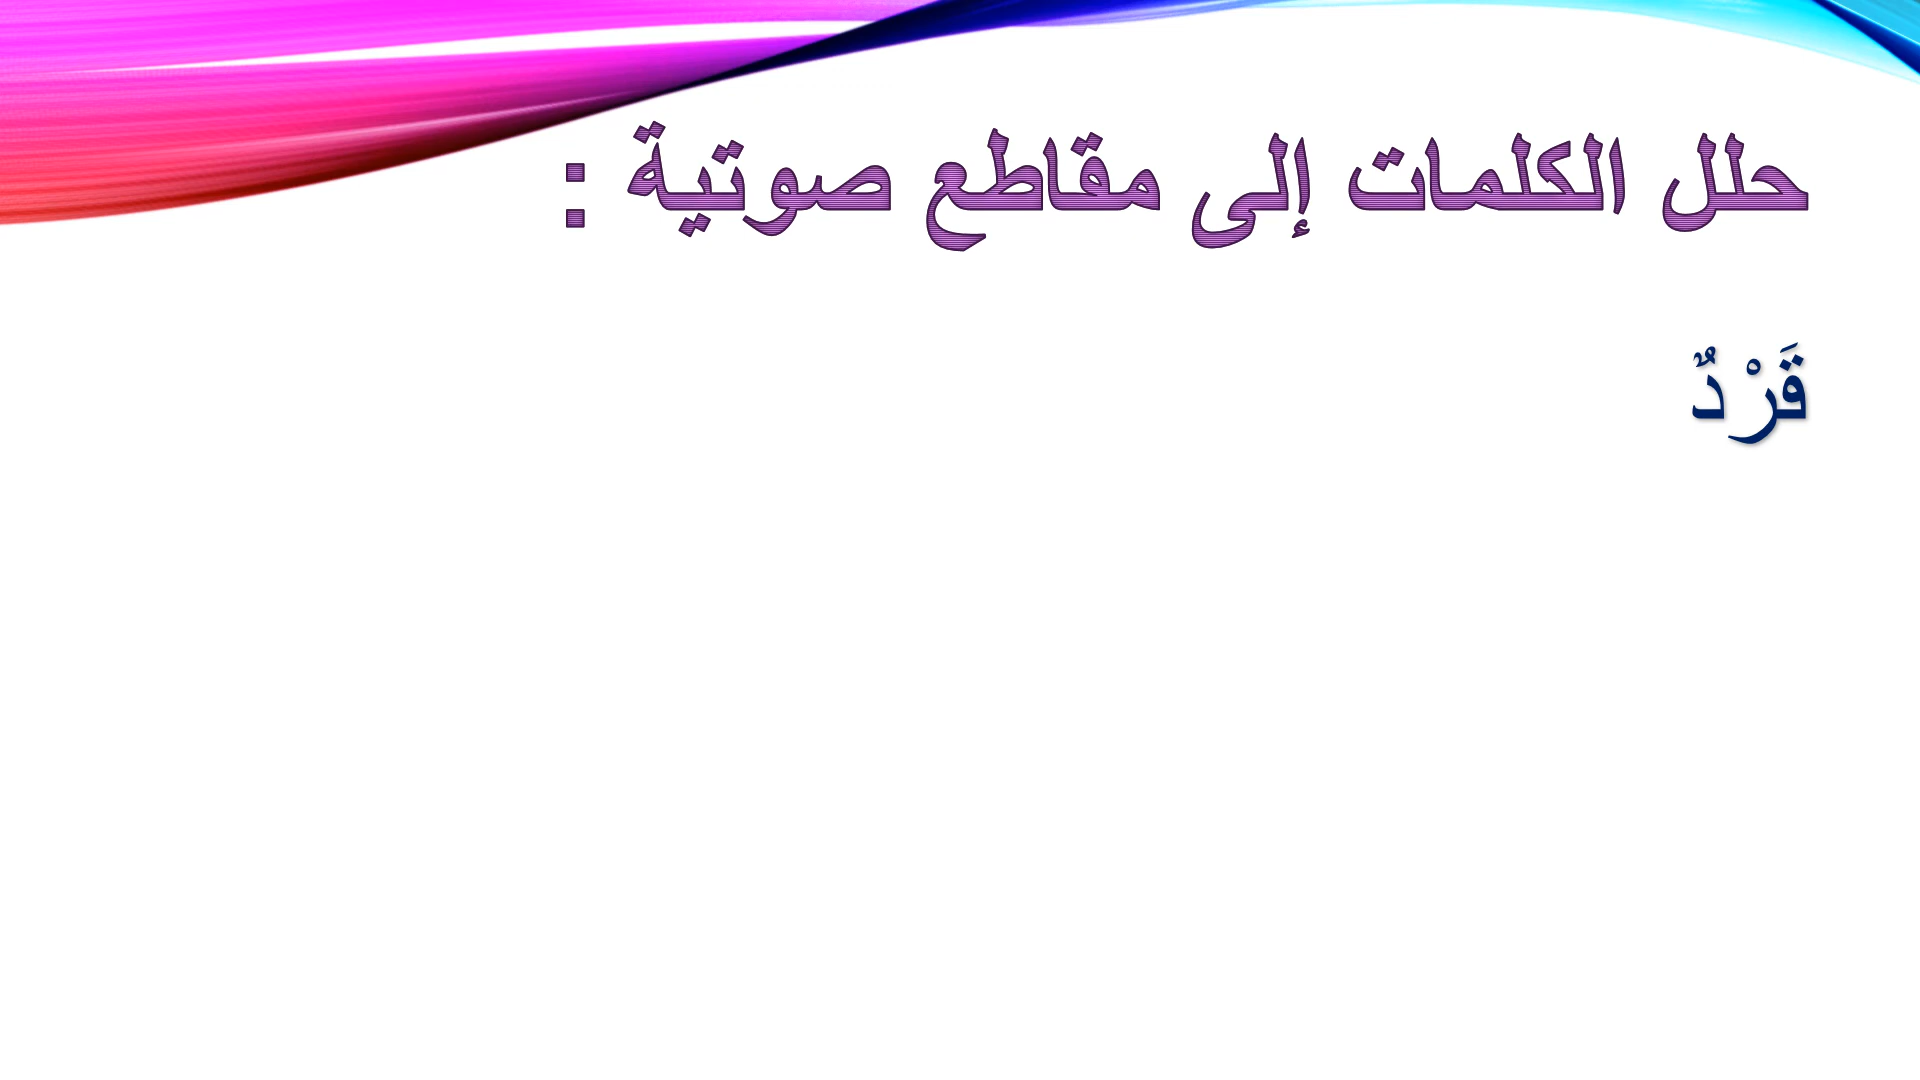 حلل الكلمات إلى مقاطع صوتية :
قَرْدٌ